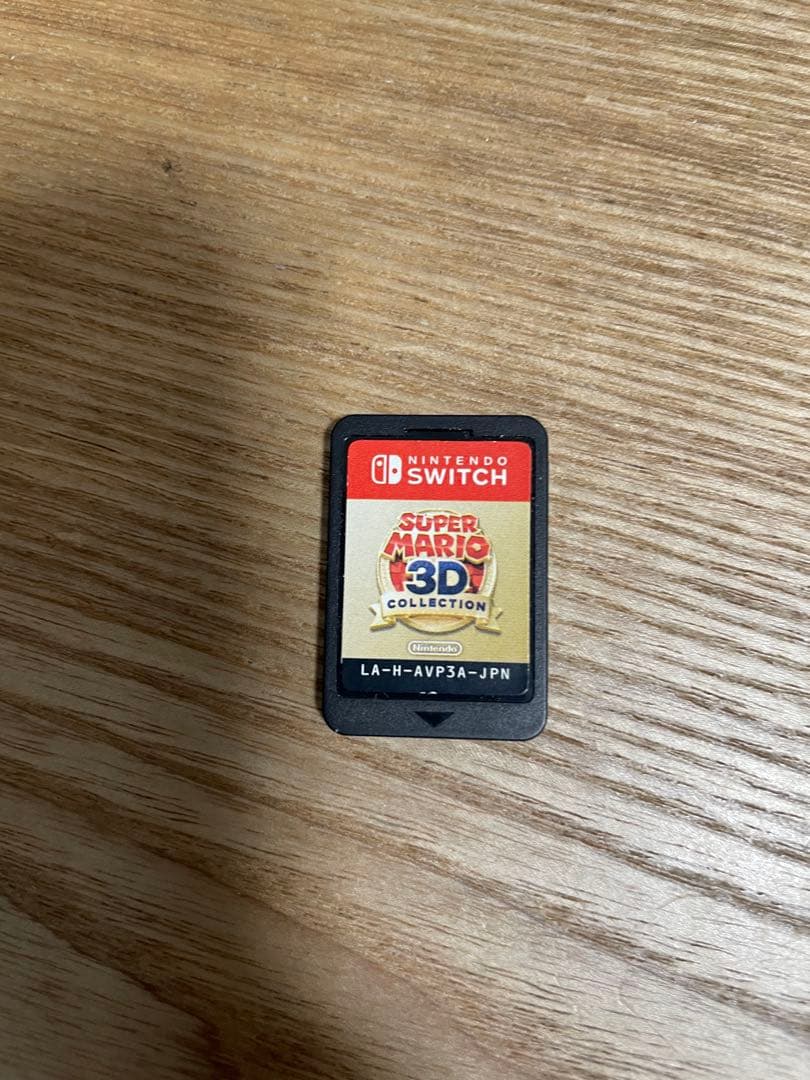 NINTENDO
SWITCH
SUPER
MARIO
3D
COLLECTION
Nintendo
LA-H-AVP3A-JPN